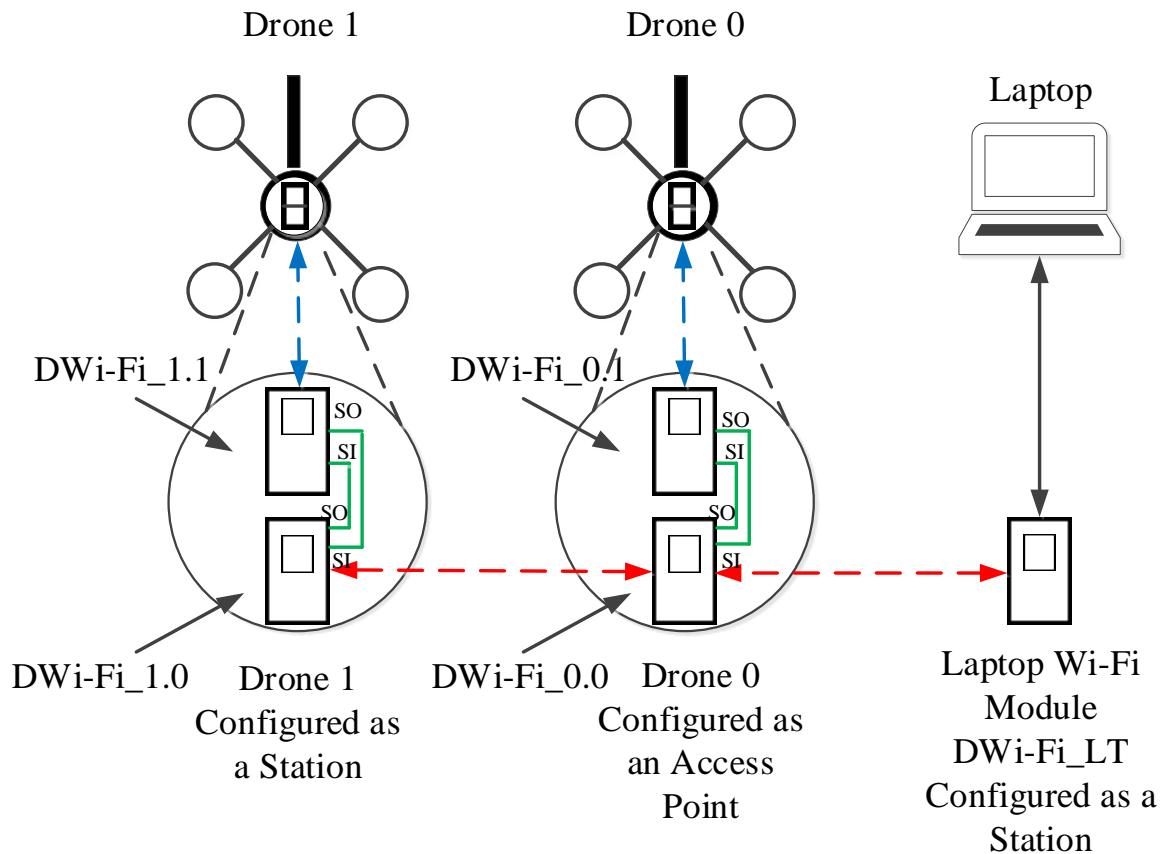 Drone 1
Drone 0
Laptop
DWi-Fi_1.1
DWi-Fi_0.1
SO
SO
SI
SI
SO
SO
SI
SI
DWi-Fi_1.0
DWi-Fi_0.0
Drone 1
Configured as
a Station
Drone 0
Configured as
an Access
Point
Laptop Wi-Fi
Module
DWi-Fi_LT
Configured as a
Station